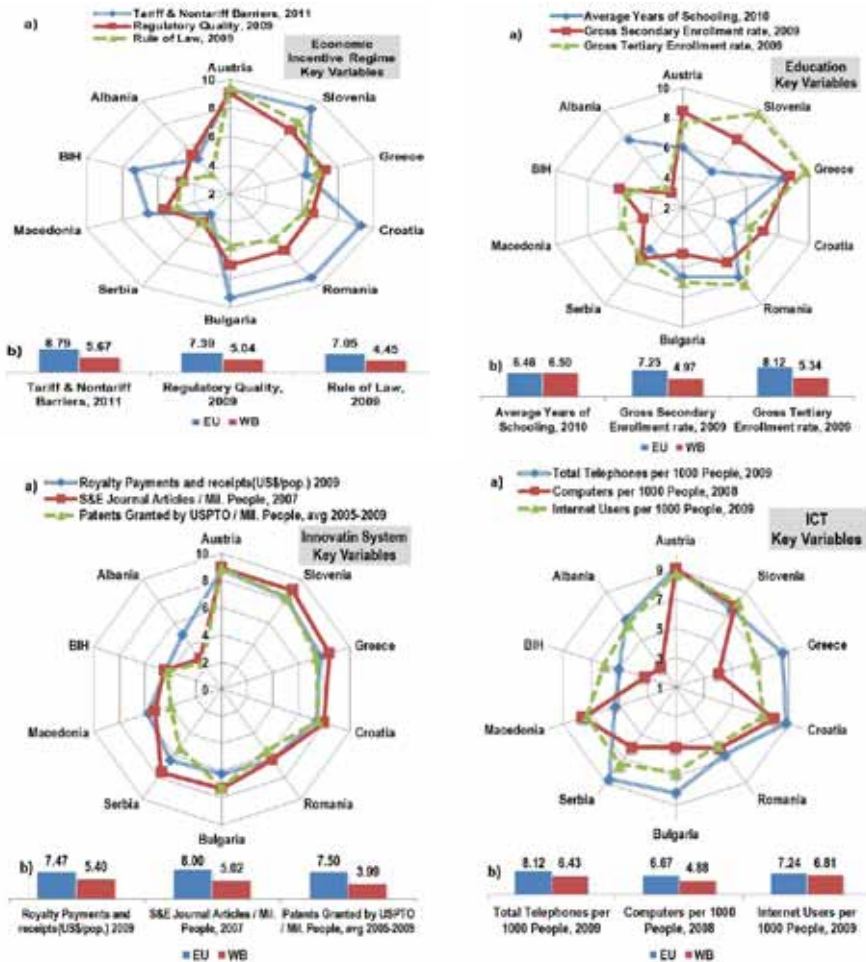 a)
Tariff & Nontariff Barriers, 2011
Regulatory Quality, 2009
Rule of Law, 2009
Economic
Incentive Regime
Key Variables
Austria
Slovenia
Greece
Croatia
Romania
Bulgaria
Serbia
Macedonia
BIH
Albania
10
8
6
4
2
b)
8.79 5.67
7.39 5.04
7.05 4.45
Tariff & Nontariff
Barriers, 2011
Regulatory Quality,
2009
Rule of Law,
2009
EU WB
a)
Average Years of Schooling, 2010
Gross Secondary Enrollment rate, 2009
Gross Tertiary Enrollment rate, 2009
Education
Key Variables
Austria
Slovenia
Greece
Croatia
Romania
Bulgaria
Serbia
Macedonia
BIH
Albania
10
8
6
4
2
b)
6.48 6.50
7.25 4.97
8.12 5.34
Average Years of
Schooling, 2010
Gross Secondary
Enrollment rate, 2009
Gross Tertiary
Enrollment rate, 2009
EU WB
a)
Royalty Payments and receipts(US$/pop.) 2009
S&E Journal Articles / Mil. People, 2007
Patents Granted by USPTO / Mil. People, avg 2005-2009
Innovatin System
Key Variables
Austria
Slovenia
Greece
Croatia
Romania
Bulgaria
Serbia
Macedonia
BIH
Albania
10
8
6
4
2
0
b)
7.47 5.40
8.00 5.02
7.50 3.99
Royalty Payments and
receipts(US$/pop.) 2009
S&E Journal Articles / Mil.
People, 2007
Patents Granted by USPTO
/ Mil. People, avg 2005-2009
EU WB
a)
Total Telephones per 1000 People, 2009
Computers per 1000 People, 2008
Internet Users per 1000 People, 2009
ICT
Key Variables
Austria
Slovenia
Greece
Croatia
Romania
Bulgaria
Serbia
Macedonia
BIH
Albania
9
7
5
3
1
b)
8.12 6.43
6.67 4.88
7.24 6.81
Total Telephones per
1000 People, 2009
Computers per 1000
People, 2008
Internet Users per
1000 People, 2009
EU WB